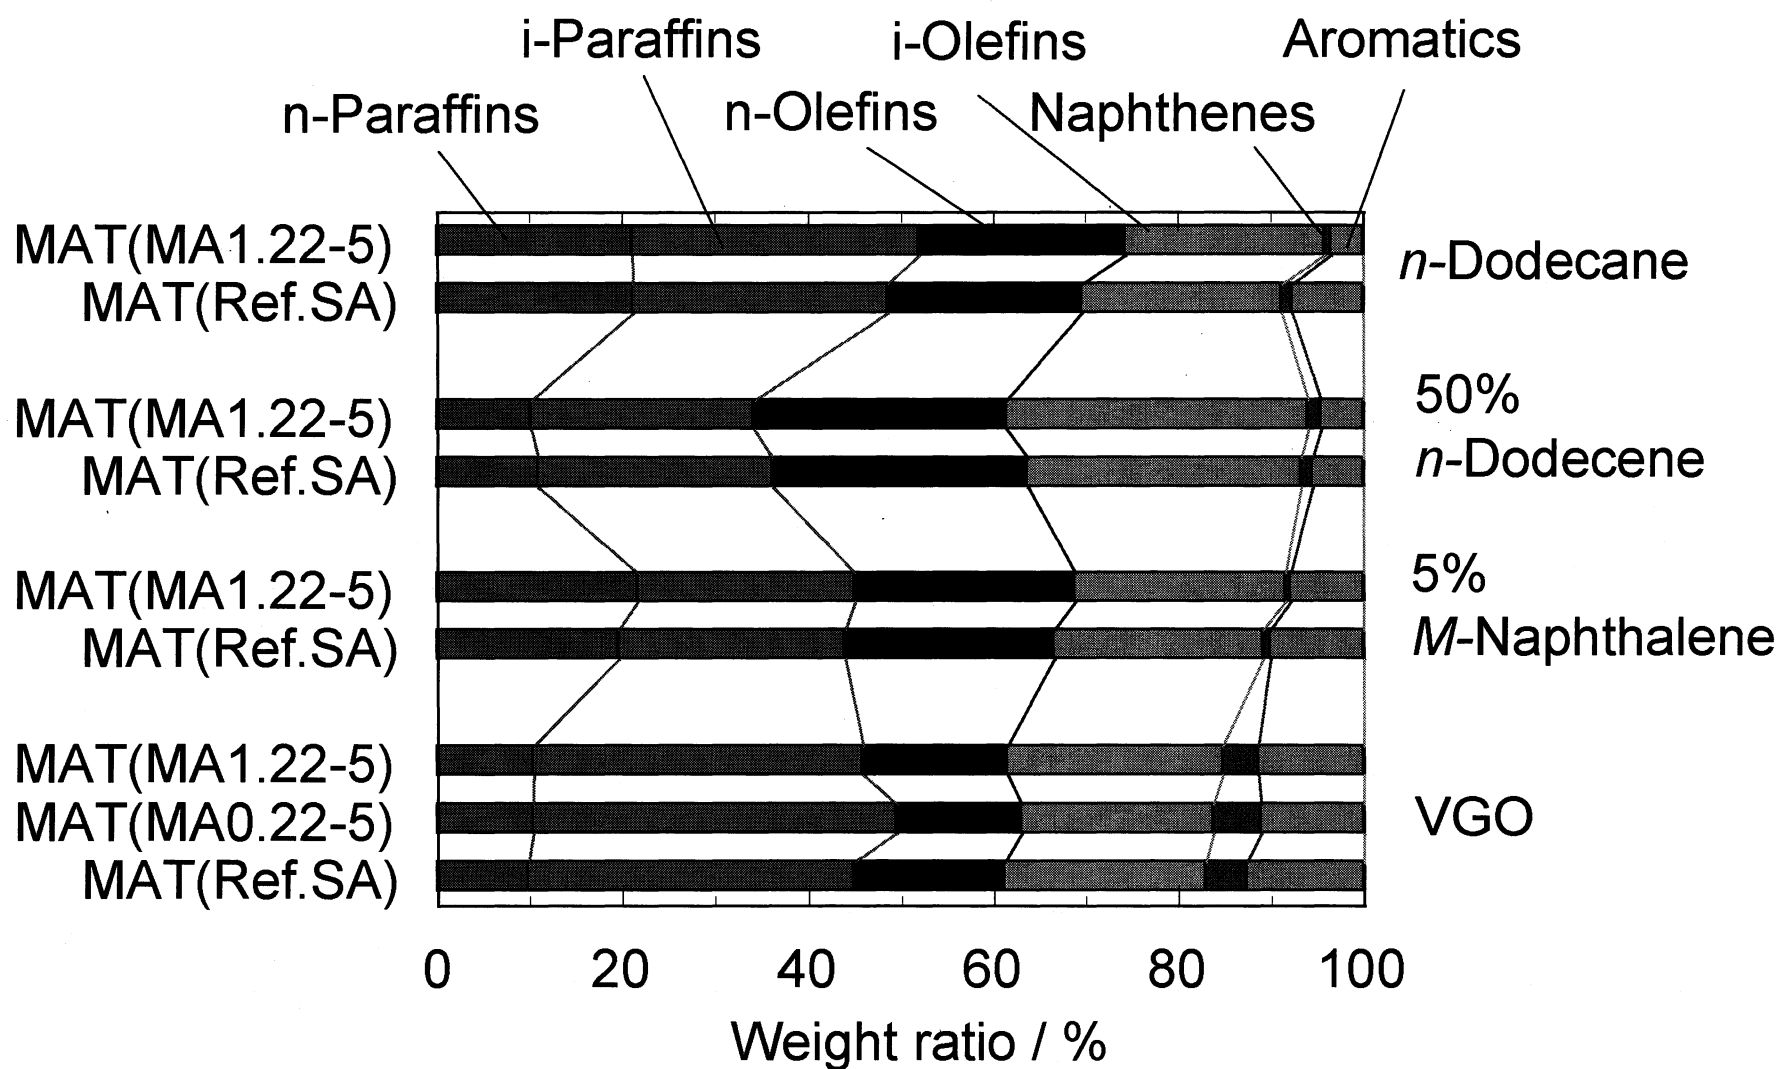 i-Paraffins i-Olefins Aromatics
n-Paraffins n-Olefins Naphthenes
MAT(MA1.22-5)
MAT(Ref.SA)
n-Dodecane
MAT(MA1.22-5)
MAT(Ref.SA)
50%
n-Dodecene
MAT(MA1.22-5)
MAT(Ref.SA)
5%
M-Naphthalene
MAT(MA1.22-5)
MAT(MA0.22-5)
MAT(Ref.SA)
VGO
0 20 40 60 80 100
Weight ratio / %